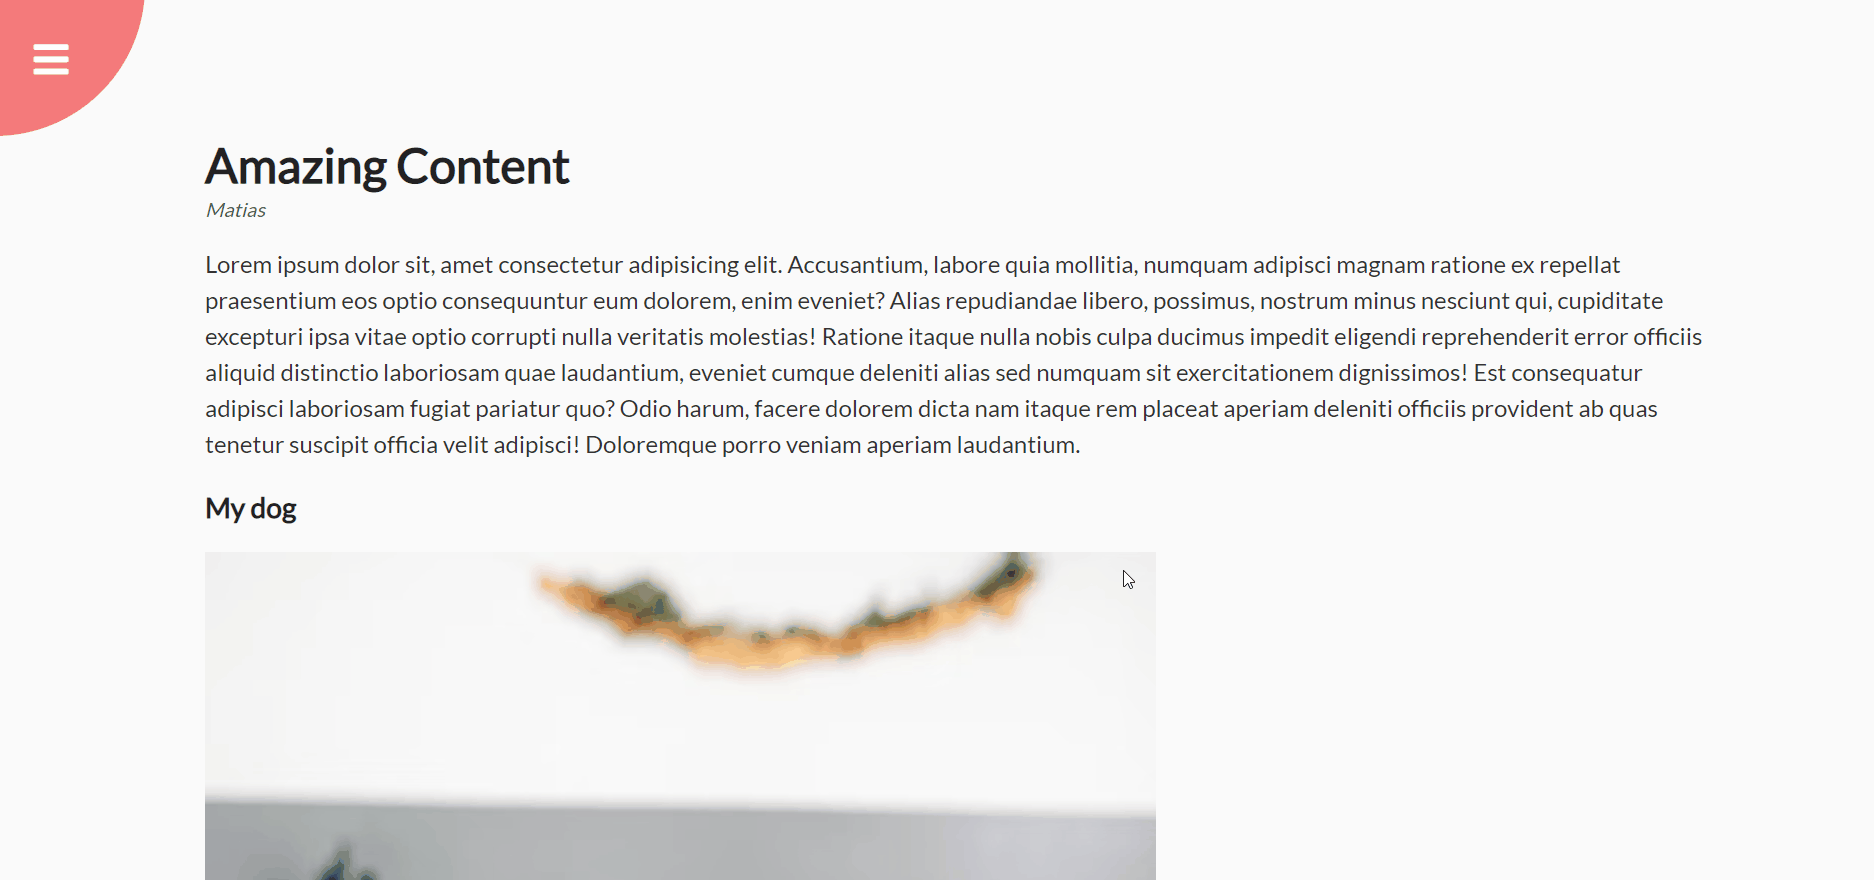 Amazing Content
Matias
Lorem ipsum dolor sit, amet consectetur adipisicing elit. Accusantium, labore quia mollitia, numquam adipisci magnam ratione ex repellat
praesentium eos optio consequuntur eum dolorem, enim eveniet? Alias repudiandae libero, possimus, nostrum minus nesciunt qui, cupiditate
excepturi ipsa vitae optio corrupti nulla veritatis molestias! Ratione itaque nulla nobis culpa ducimus impedit eligendi reprehenderit error officiis
aliquid distinctio laboriosam quae laudantium, eveniet cumque deleniti alias sed numquam sit exercitationem dignissimos! Est consequatur
adipisci laboriosam fugiat pariatur quo? Odio harum, facere dolorem dicta nam itaque rem placeat aperiam deleniti officiis provident ab quas
tenetur suscipit officia velit adipisci! Doloremque porro veniam aperiam laudantium.
My dog